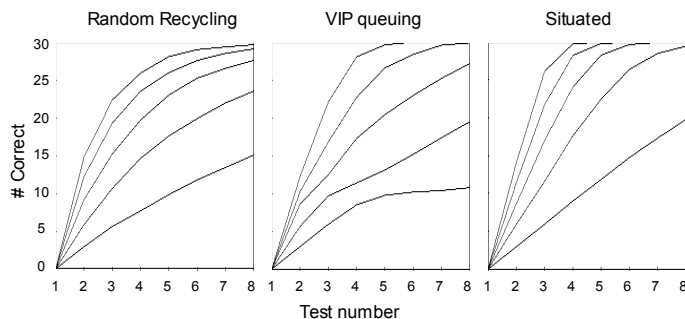 Random Recycling VIP queuing Situated
30
25
20
15
10
5
0
# Correct
1 2 3 4 5 6 7 8 1 2 3 4 5 6 7 8 1 2 3 4 5 6 7 8
Test number